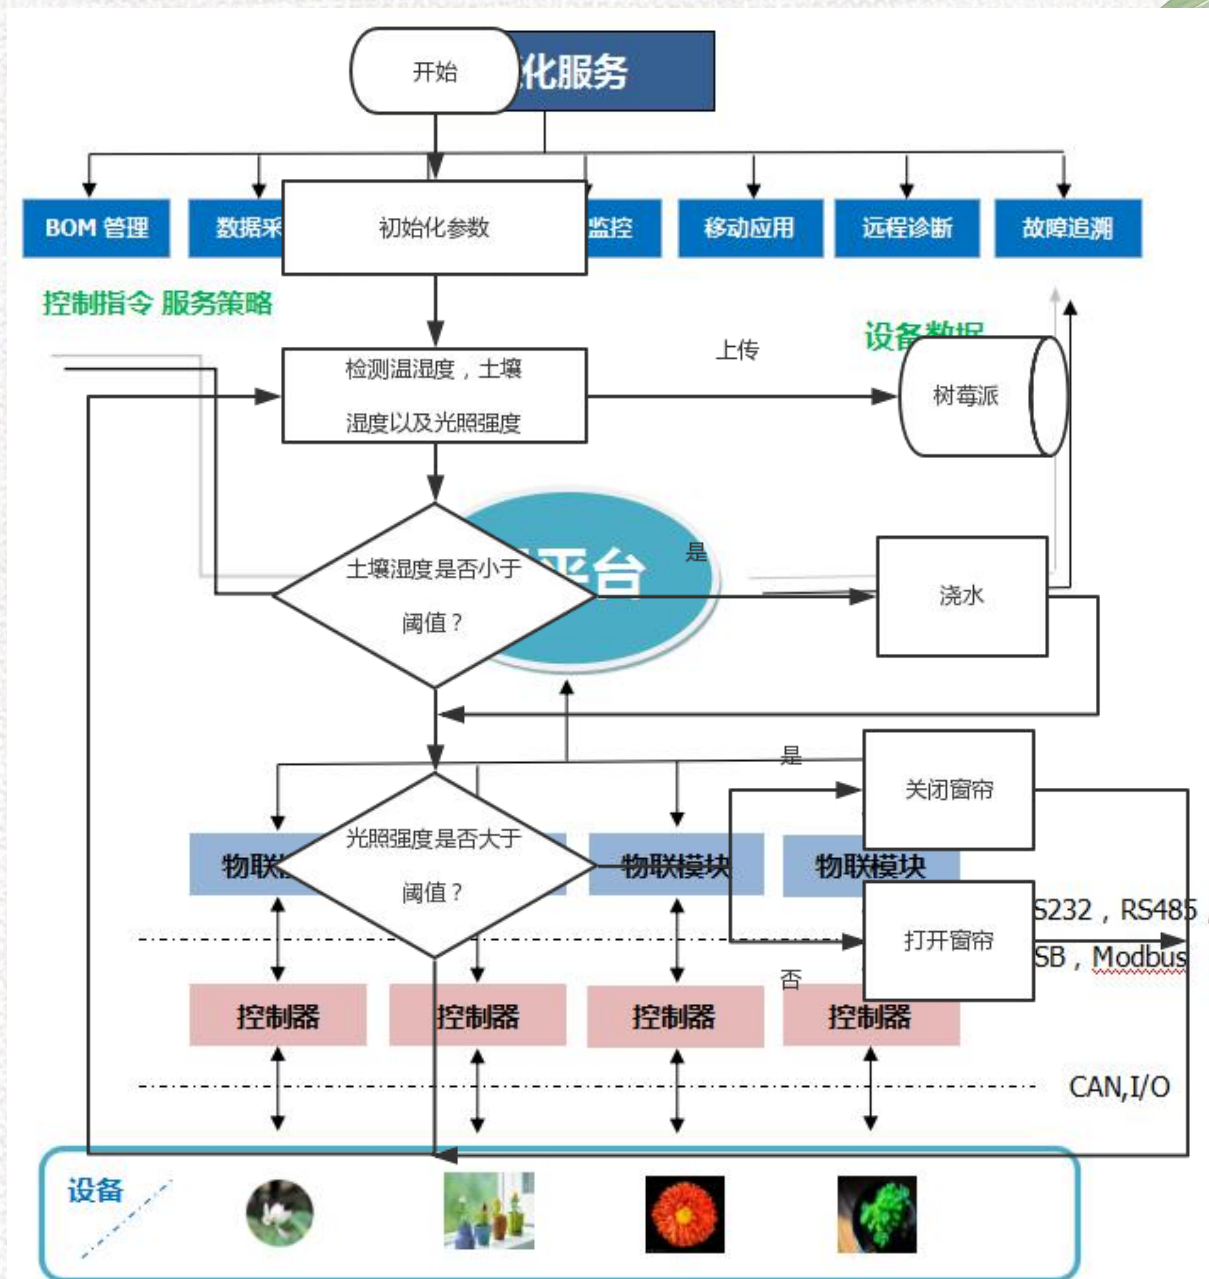 开始
化服务
BOM 管理
数据采
初始化参数
监控
移动应用
远程诊断
故障追溯
控制指令 服务策略
设备数据
上传
检测温湿度，土壤
湿度以及光照强度
树莓派
平台
是
土壤湿度是否小于
阈值？
浇水
是
关闭窗帘
光照强度是否大于
阈值？
物联
物联模块
物联模块
S232，RS485，
打开窗帘
SB，Modbus
否
控制器
控制器
控制器
控制器
CAN,I/O
设备